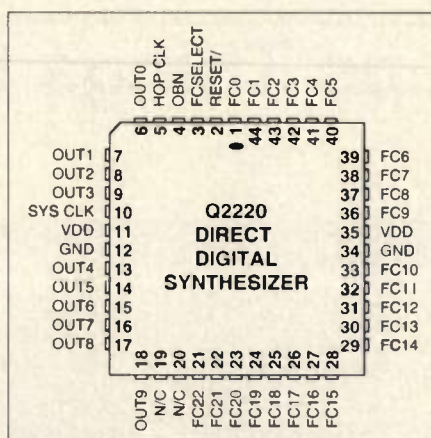 OUT0 HOP CLK OBN FCSELECT RESET/ FC0 FC1 FC2 FC3 FC4 FC5
6 5 4 3 2 1 44 43 42 41 40
OUT1 7
OUT2 8
OUT3 9
SYS CLK 10
VDD 11
GND 12
OUT4 13
OUT5 14
OUT6 15
OUT7 16
OUT8 17
Q2220
DIRECT
DIGITAL
SYNTHESIZER
39 FC6
38 FC7
37 FC8
36 FC9
35 VDD
34 GND
33 FC10
32 FC11
31 FC12
30 FC13
29 FC14
18 19 20 21 22 23 24 25 26 27 28
OUT9 N/C N/C FC22 FC21 FC20 FC19 FC18 FC17 FC16 FC15